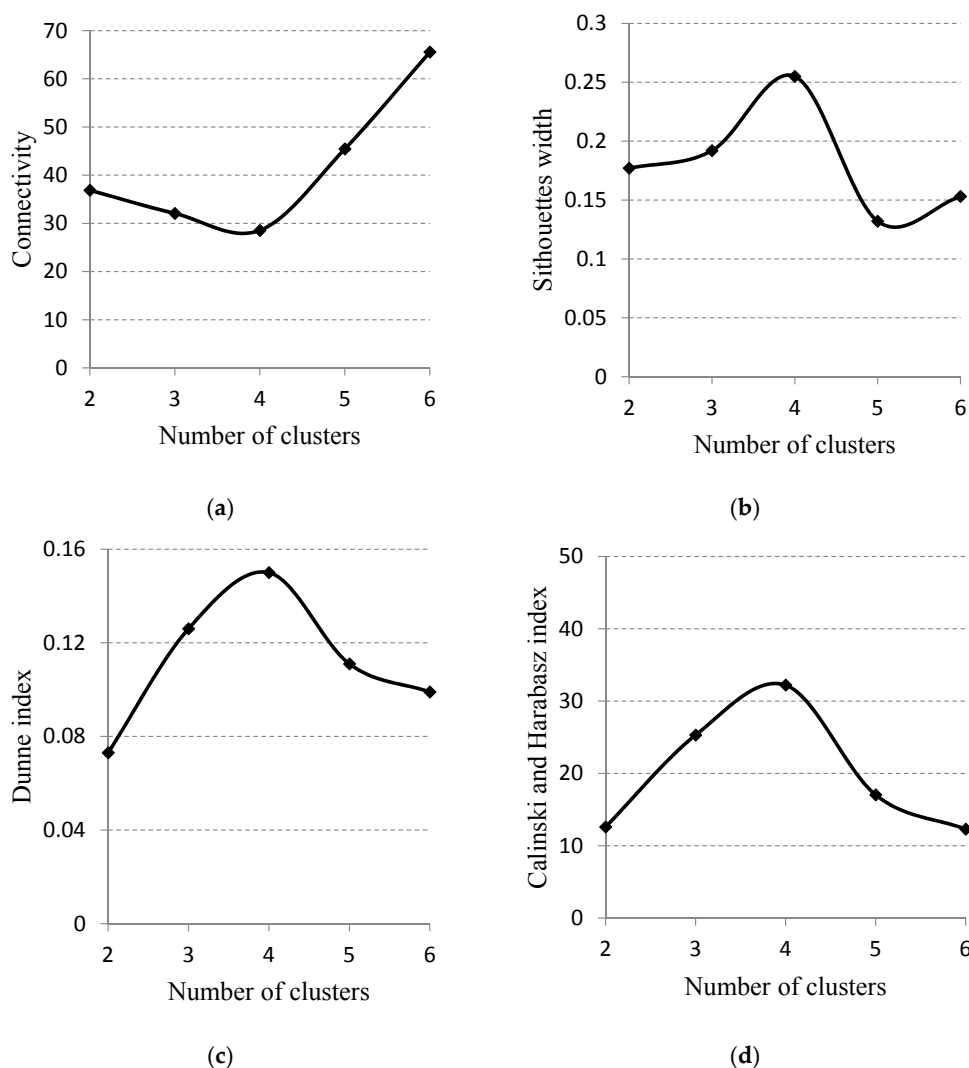 70
60
50
40
30
20
10
0
2 3 4 5 6
Connectivity
Number of clusters
(a)
0.3
0.25
0.2
0.15
0.1
0.05
0
2 3 4 5 6
Sithouettes width
Number of clusters
(b)
0.16
0.12
0.08
0.04
0
2 3 4 5 6
Dunne index
Number of clusters
(c)
50
40
30
20
10
0
2 3 4 5 6
Calinski and Harabasz index
Number of clusters
(d)